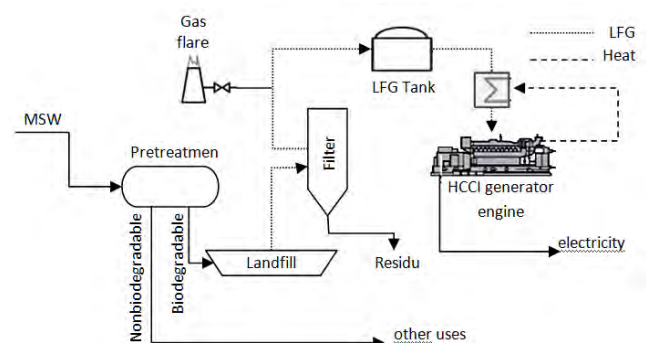 Gas
flare
LFG
Heat
LFG Tank
MSW
Pretreatmen
Filter
HCCI generator
engine
Nonbiodegradable
Biodegradable
Landfill
Residu
electricity
other uses